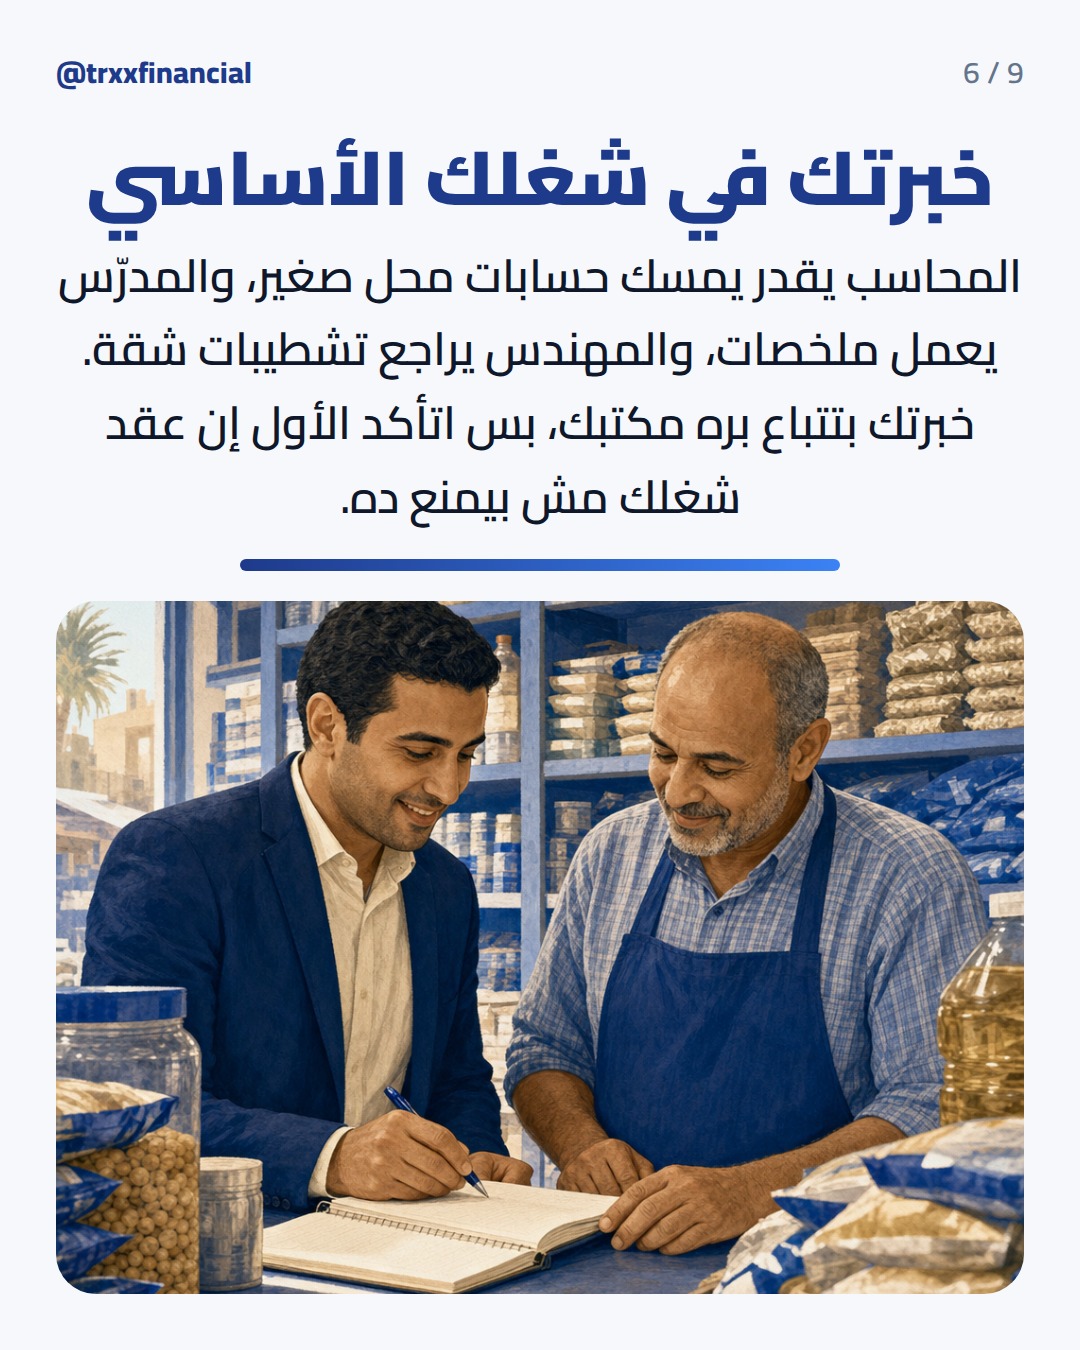 @trxxfinancial
6 / 9
خبرتك في شغلك الأساسي
المحاسب يقدر يمسك حسابات محل صغير، والمدرّس
يعمل ملخصات، والمهندس يراجع تشطيبات شقة.
خبرتك بتتباع بره مكتبك، بس اتأكد الأول إن عقد
شغلك مش بيمنع ده.